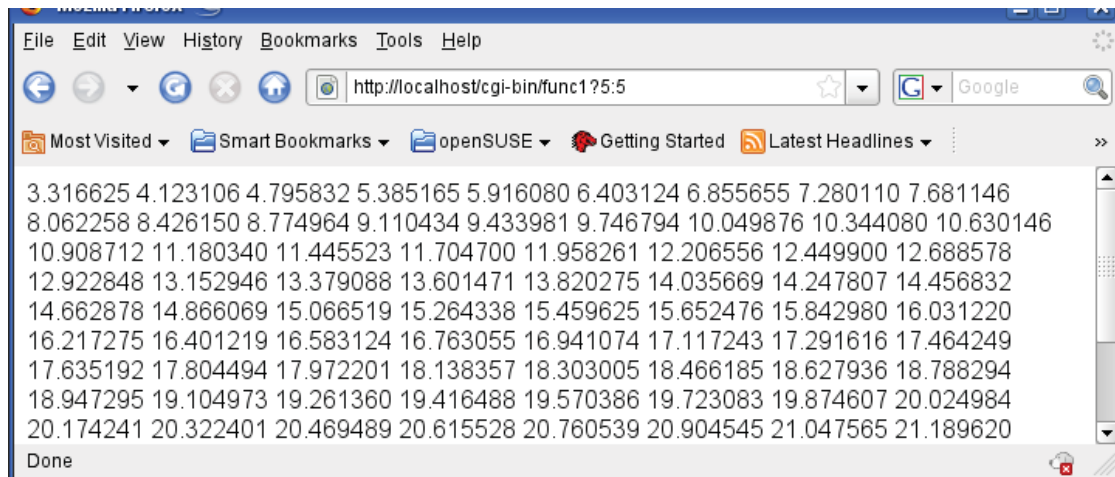 Mozilla Firefox
File Edit View History Bookmarks Tools Help
http://localhost/cgi-bin/func1?5:5
G Google
Most Visited Smart Bookmarks openSUSE Getting Started Latest Headlines »
3.316625 4.123106 4.795832 5.385165 5.916080 6.403124 6.855655 7.280110 7.681146
8.062258 8.426150 8.774964 9.110434 9.433981 9.746794 10.049876 10.344080 10.630146
10.908712 11.180340 11.445523 11.704700 11.958261 12.206556 12.449900 12.688578
12.922848 13.152946 13.379088 13.601471 13.820275 14.035669 14.247807 14.456832
14.662878 14.866069 15.066519 15.264338 15.459625 15.652476 15.842980 16.031220
16.217275 16.401219 16.583124 16.763055 16.941074 17.117243 17.291616 17.464249
17.635192 17.804494 17.972201 18.138357 18.303005 18.466185 18.627936 18.788294
18.947295 19.104973 19.261360 19.416488 19.570386 19.723083 19.874607 20.024984
20.174241 20.322401 20.469489 20.615528 20.760539 20.904545 21.047565 21.189620
Done